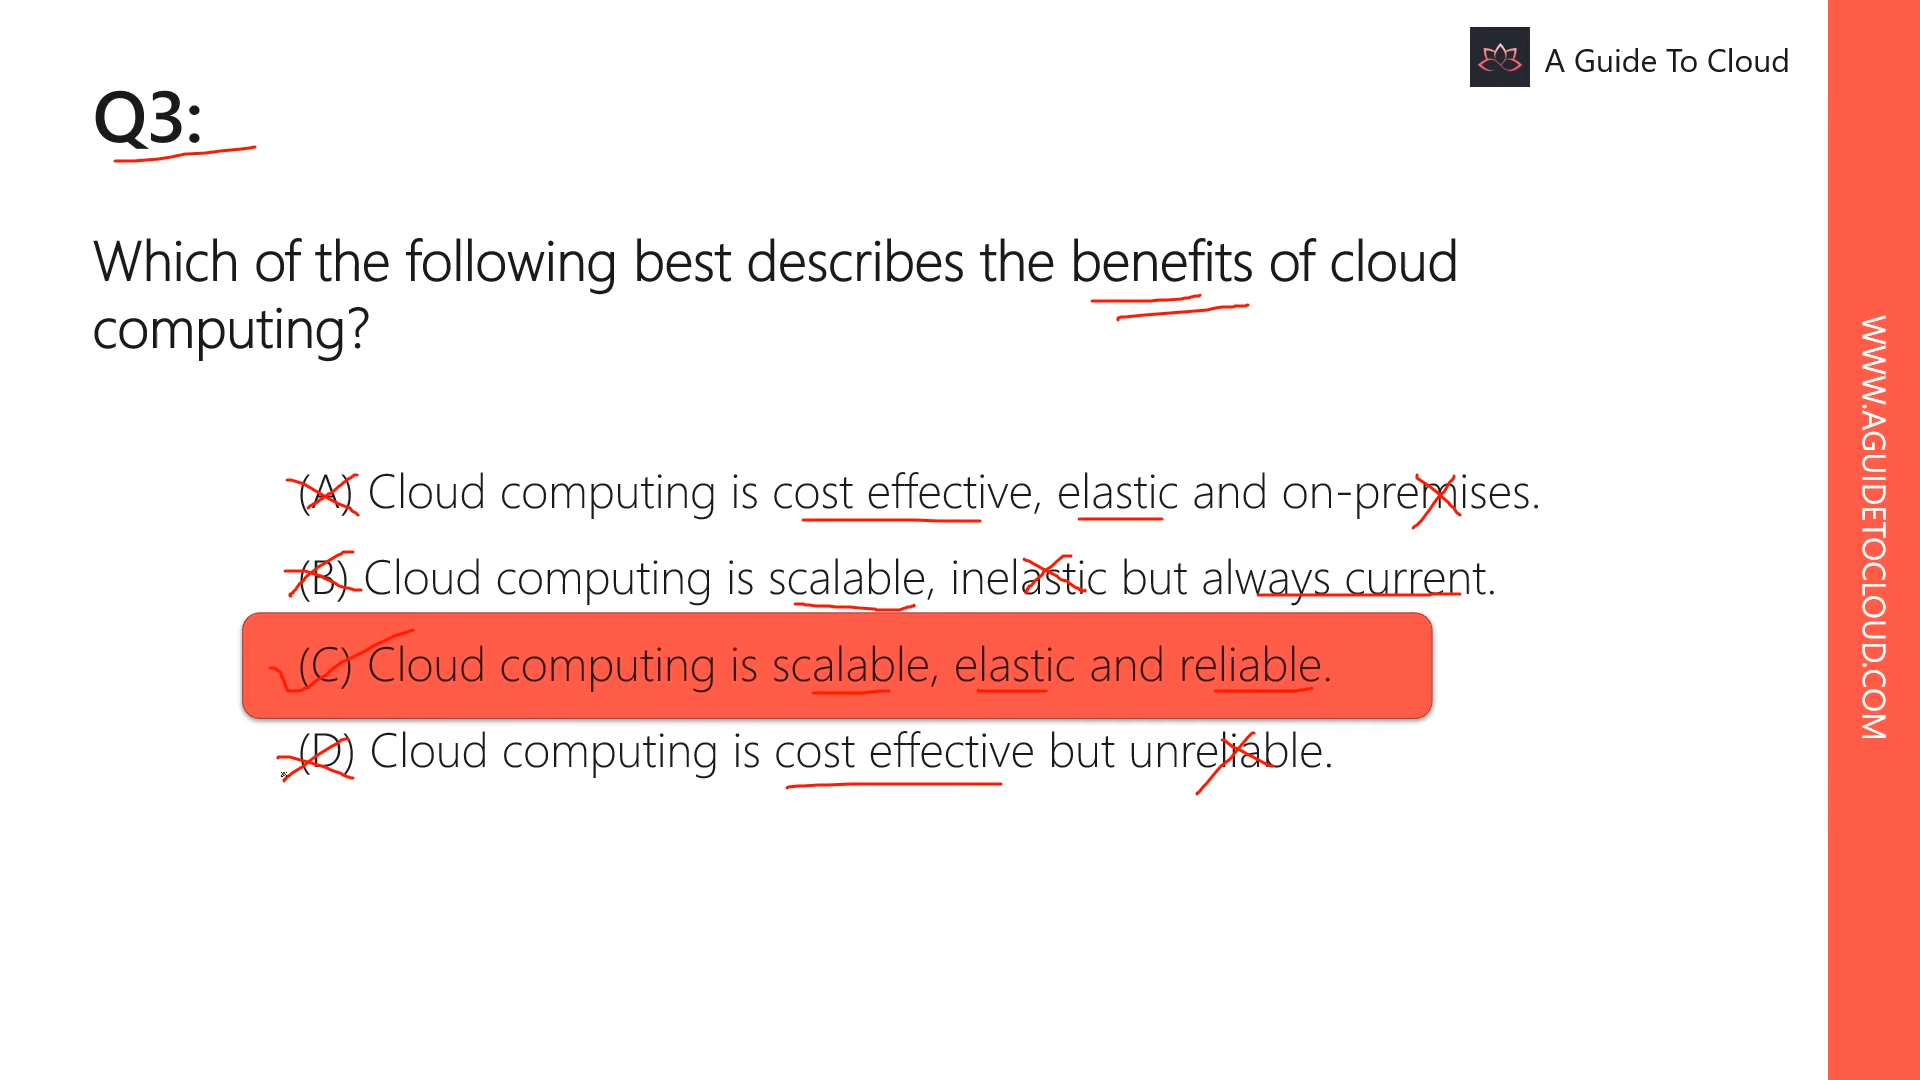 A Guide To Cloud
Q3:
Which of the following best describes the benefits of cloud
computing?
(A) Cloud computing is cost effective, elastic and on-premises.
(B) Cloud computing is scalable, inelastic but always current.
(C) Cloud computing is scalable, elastic and reliable.
(D) Cloud computing is cost effective but unreliable.
WWW.AGUIDETOCLOUD.COM